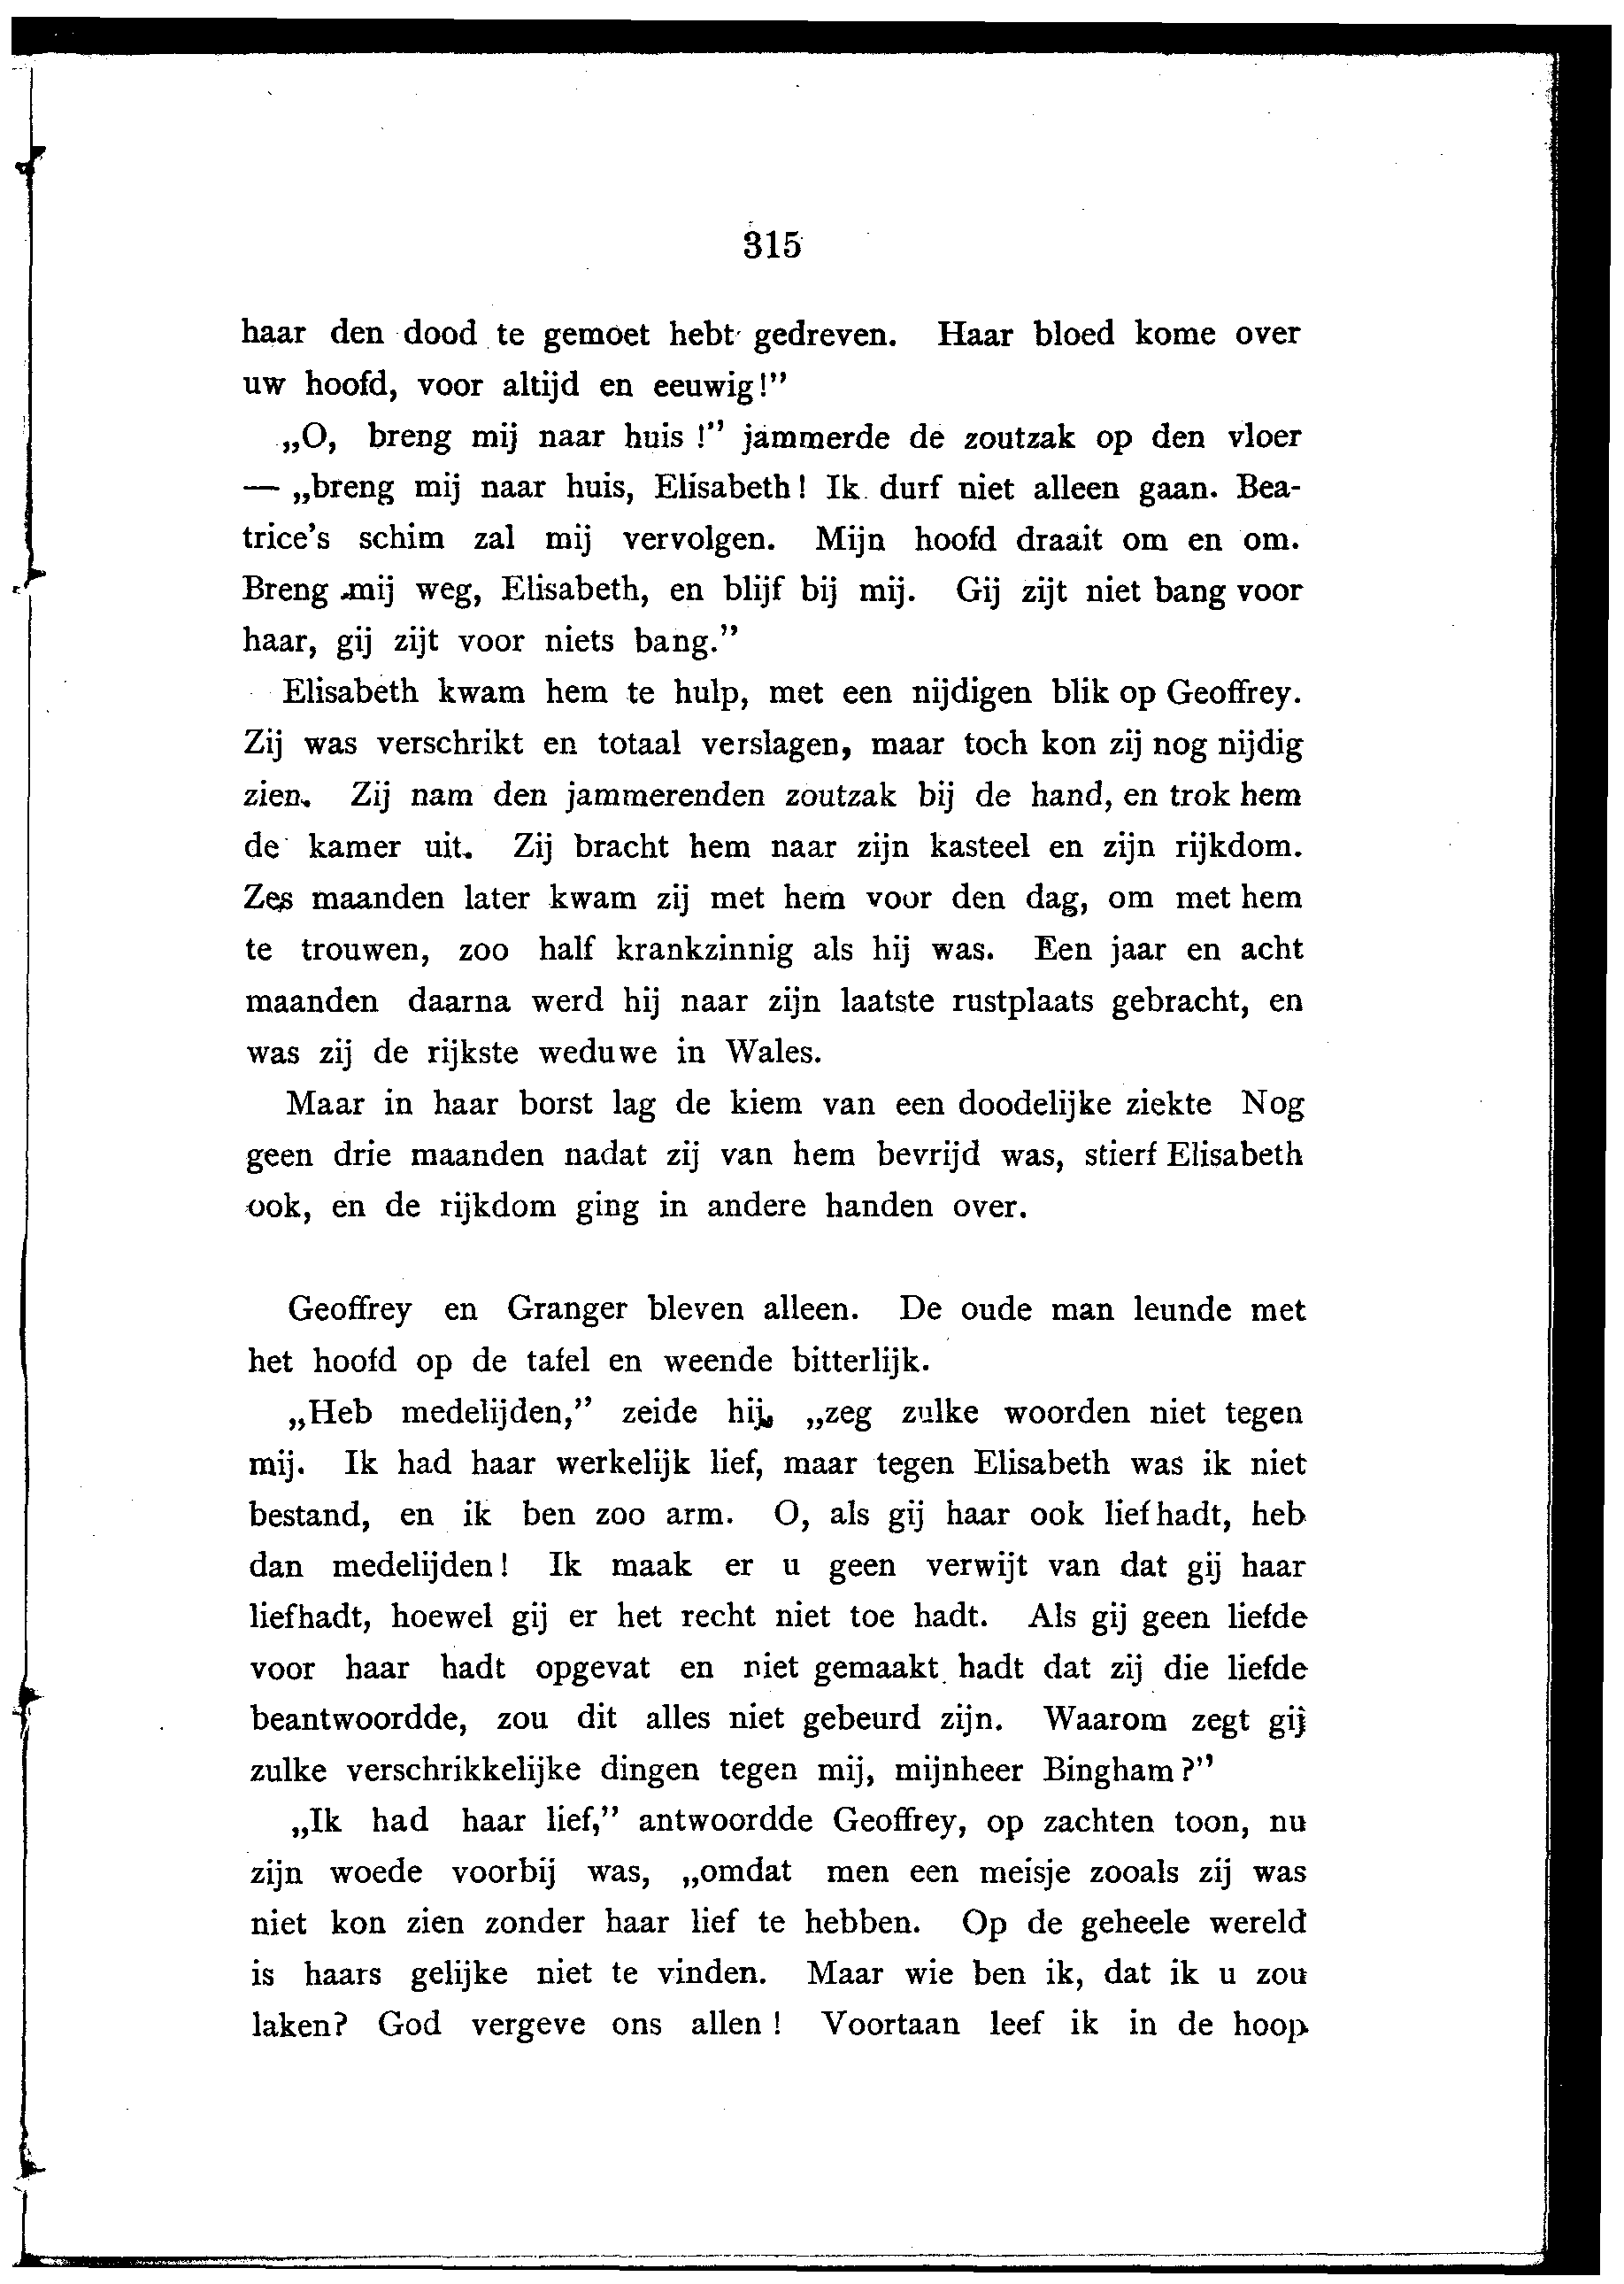 315
haar den dood te gemoet hebt gedreven. Haar bloed kome over
uw hoofd, voor altijd en eeuwig!”
„O, breng mij naar huis !” jammerde de zoutzak op den vloer
— „breng mij naar huis, Elisabeth! Ik durf niet alleen gaan. Bea-
trice’s schim zal mij vervolgen. Mijn hoofd draait om en om.
Breng mij weg, Elisabeth, en blijf bij mij. Gij zijt niet bang voor
haar, gij zijt voor niets bang.”
Elisabeth kwam hem te hulp, met een nijdigen blik op Geoffrey.
Zij was verschrikt en totaal verslagen, maar toch kon zij nog nijdig
zien. Zij nam den jammerenden zoutzak bij de hand, en trok hem
de kamer uit. Zij bracht hem naar zijn kasteel en zijn rijkdom.
Zes maanden later kwam zij met hem voor den dag, om met hem
te trouwen, zoo half krankzinnig als hij was. Een jaar en acht
maanden daarna werd hij naar zijn laatste rustplaats gebracht, en
was zij de rijkste weduwe in Wales.
Maar in haar borst lag de kiem van een doodelijke ziekte Nog
geen drie maanden nadat zij van hem bevrijd was, stierf Elisabeth
ook, en de rijkdom ging in andere handen over.
Geoffrey en Granger bleven alleen. De oude man leunde met
het hoofd op de tafel en weende bitterlijk.
„Heb medelijden,” zeide hij, „zeg zulke woorden niet tegen
mij. Ik had haar werkelijk lief, maar tegen Elisabeth was ik niet
bestand, en ik ben zoo arm. O, als gij haar ook lief hadt, heb
dan medelijden! Ik maak er u geen verwijt van dat gij haar
liefhadt, hoewel gij er het recht niet toe hadt. Als gij geen liefde
voor haar hadt opgevat en niet gemaakt hadt dat zij die liefde
beantwoordde, zou dit alles niet gebeurd zijn. Waarom zegt gij
zulke verschrikkelijke dingen tegen mij, mijnheer Bingham?”
„Ik had haar lief,” antwoordde Geoffrey, op zachten toon, nu
zijn woede voorbij was, „omdat men een meisje zooals zij was
niet kon zien zonder haar lief te hebben. Op de geheele wereld
is haars gelijke niet te vinden. Maar wie ben ik, dat ik u zou
laken? God vergeve ons allen ! Voortaan leef ik in de hoop